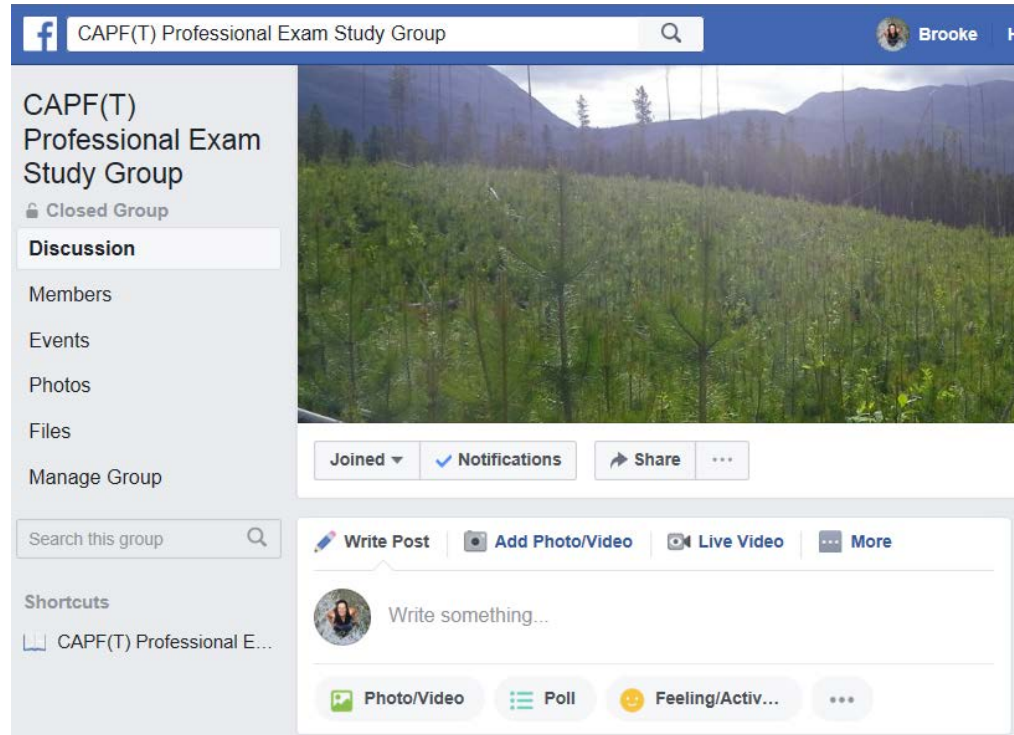 CAPF(T) Professional Exam Study Group
Brooke
H
CAPF(T)
Professional Exam
Study Group
Closed Group
Discussion
Members
Events
Photos
Files
Manage Group
Search this group
Shortcuts
CAPF(T) Professional E...
Joined
Notifications
Share
Write Post
Add Photo/Video
Live Video
More
Write something...
Photo/Video
Poll
Feeling/Activ...